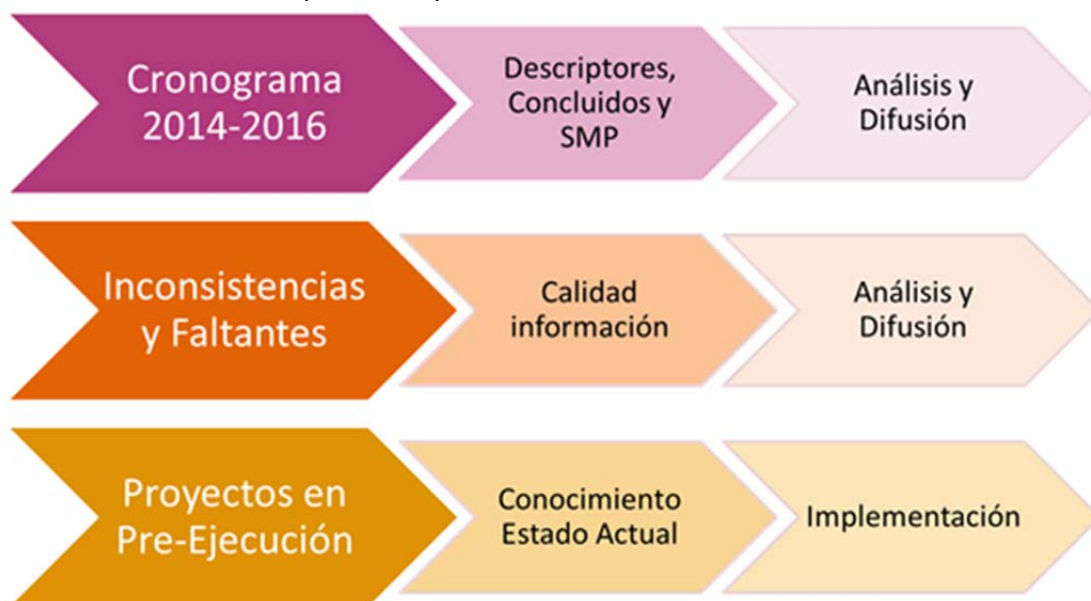 Cronograma
2014-2016
Descriptores,
Concluidos y
SMP
Análisis y
Difusión
Inconsistencias
y Faltantes
Calidad
información
Análisis y
Difusión
Proyectos en
Pre-Ejecución
Conocimiento
Estado Actual
Implementación